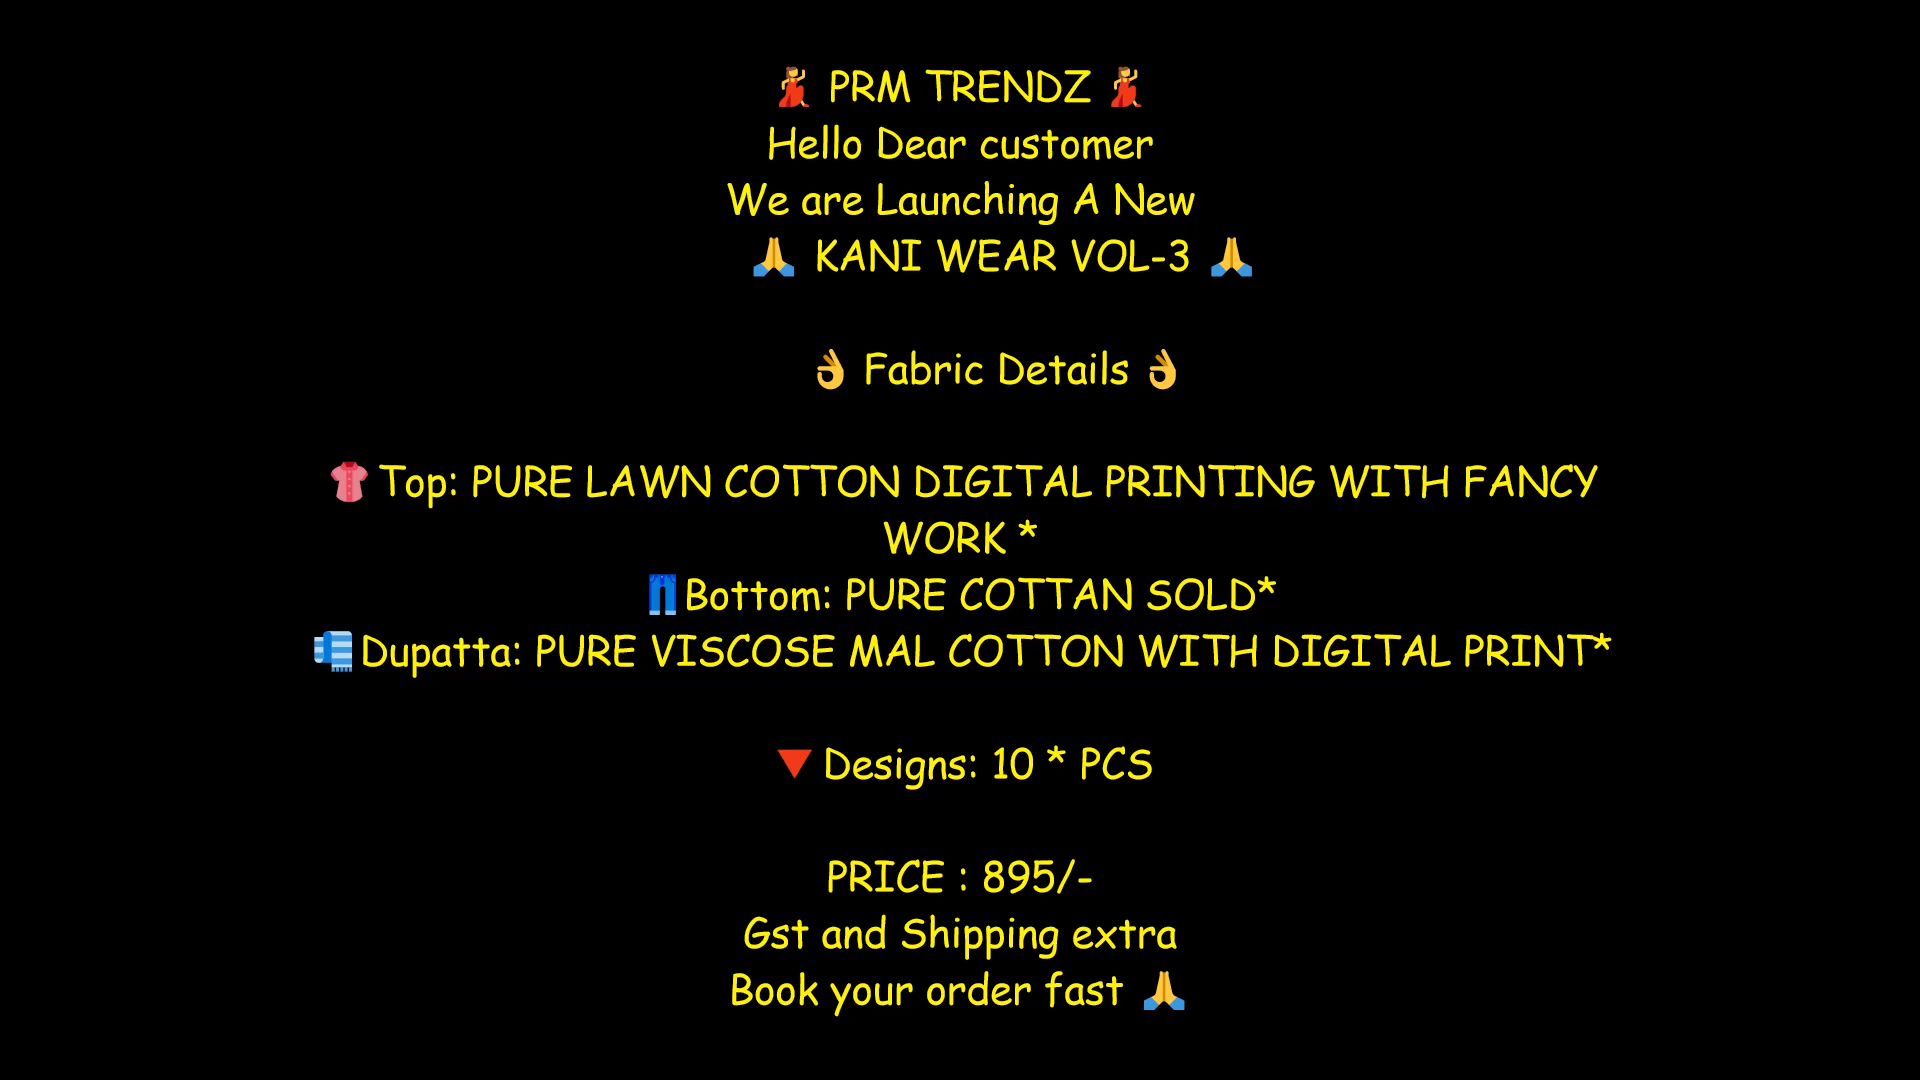 💃 PRM TRENDZ 💃
Hello Dear customer
We are Launching A New
🙏 KANI WEAR VOL-3 🙏
👌 Fabric Details 👌
👚Top: PURE LAWN COTTON DIGITAL PRINTING WITH FANCY
WORK *
👖Bottom: PURE COTTAN SOLD*
🧣Dupatta: PURE VISCOSE MAL COTTON WITH DIGITAL PRINT*
🔻Designs: 10 * PCS
PRICE : 895/-
Gst and Shipping extra
Book your order fast 🙏